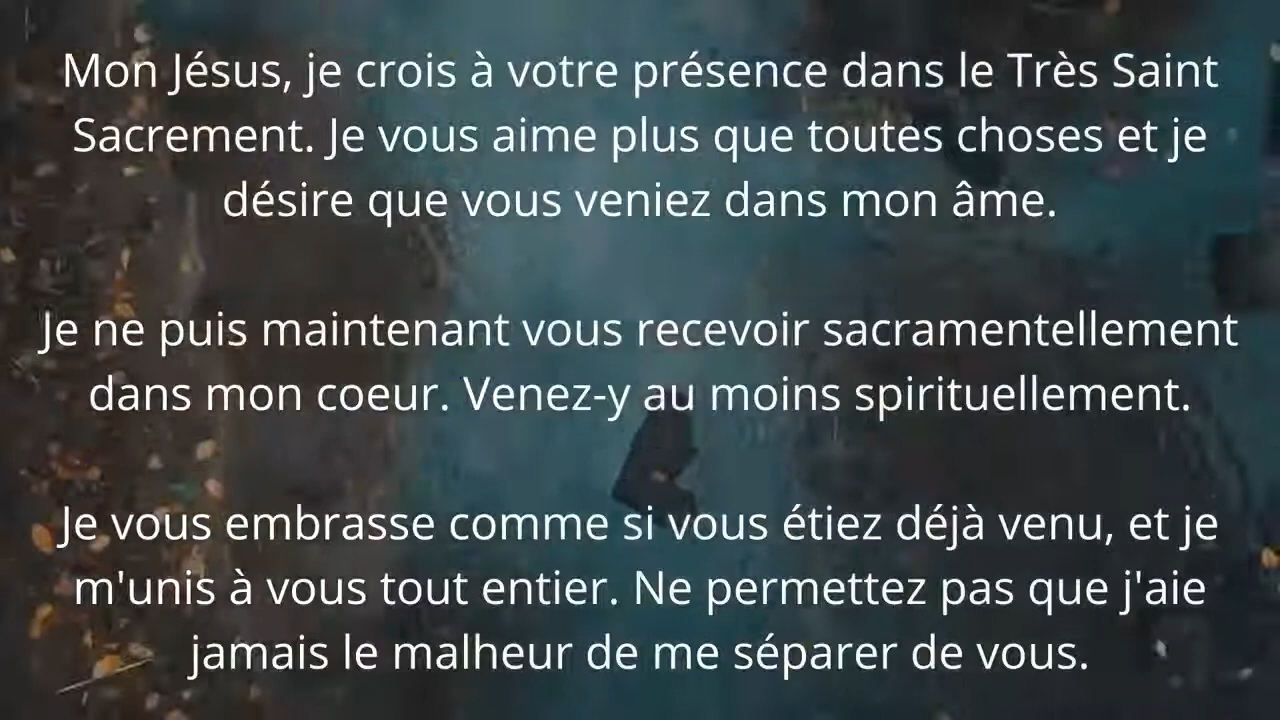 Mon Jésus, je crois à votre présence dans le Très Saint
Sacrement. Je vous aime plus que toutes choses et je
désire que vous veniez dans mon âme.
Je ne puis maintenant vous recevoir sacramentellement
dans mon coeur. Venez-y au moins spirituellement.
Je vous embrasse comme si vous étiez déjà venu, et je
m'unis à vous tout entier. Ne permettez pas que j'aie
jamais le malheur de me séparer de vous.